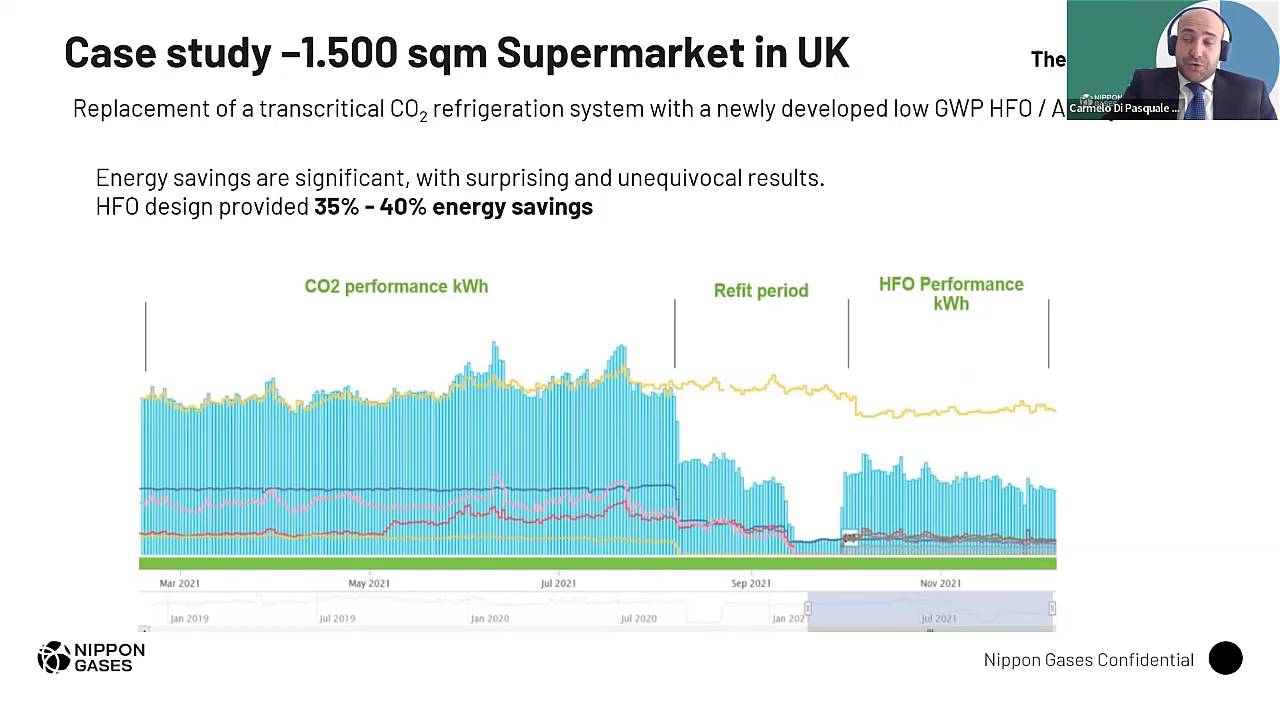 Case study –1.500 sqm Supermarket in UK
The
Carmelo Di Pasquale ...
Replacement of a transcritical CO₂ refrigeration system with a newly developed low GWP HFO / A
Energy savings are significant, with surprising and unequivocal results.
HFO design provided 35% - 40% energy savings
CO2 performance kWh
Refit period
HFO Performance
kWh
Mar 2021
May 2021
Jul 2021
Sep 2021
Nov 2021
Jan 2019
Jul 2019
Jan 2020
Jul 2020
Jan 202
Jul 2021
NIPPON
GASES
Nippon Gases Confidential